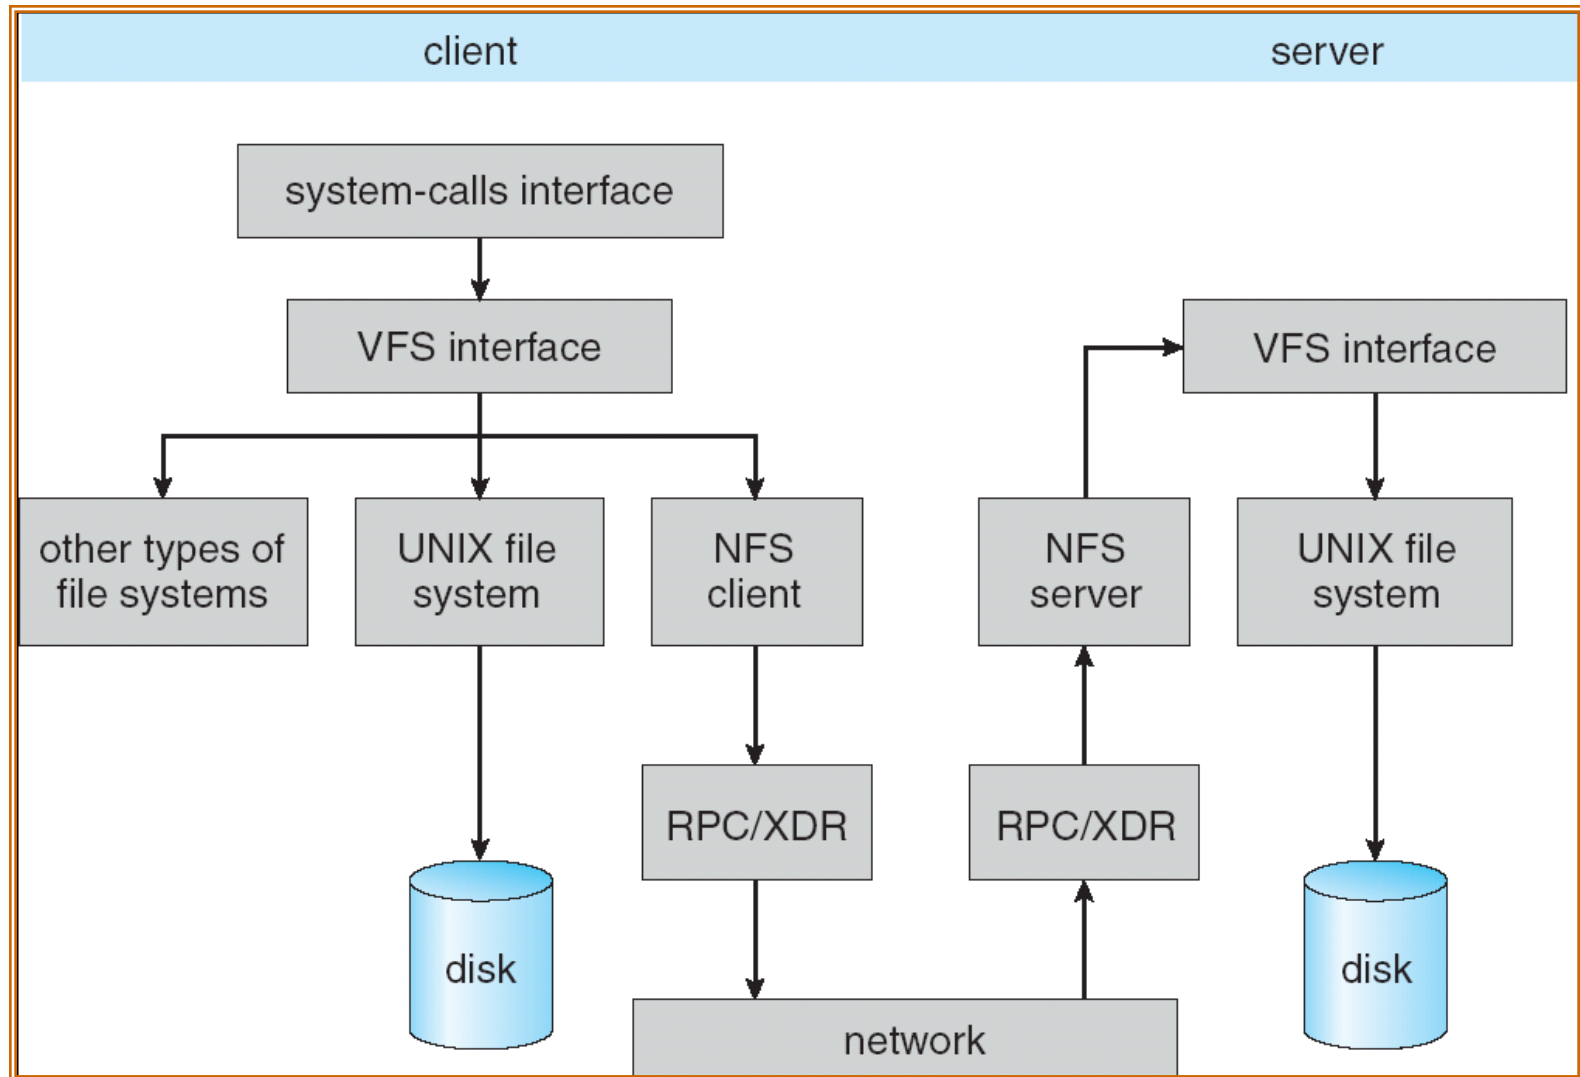 client
server
system-calls interface
VFS interface
VFS interface
other types of
file systems
UNIX file
system
NFS
client
NFS
server
UNIX file
system
RPC/XDR
RPC/XDR
disk
disk
network